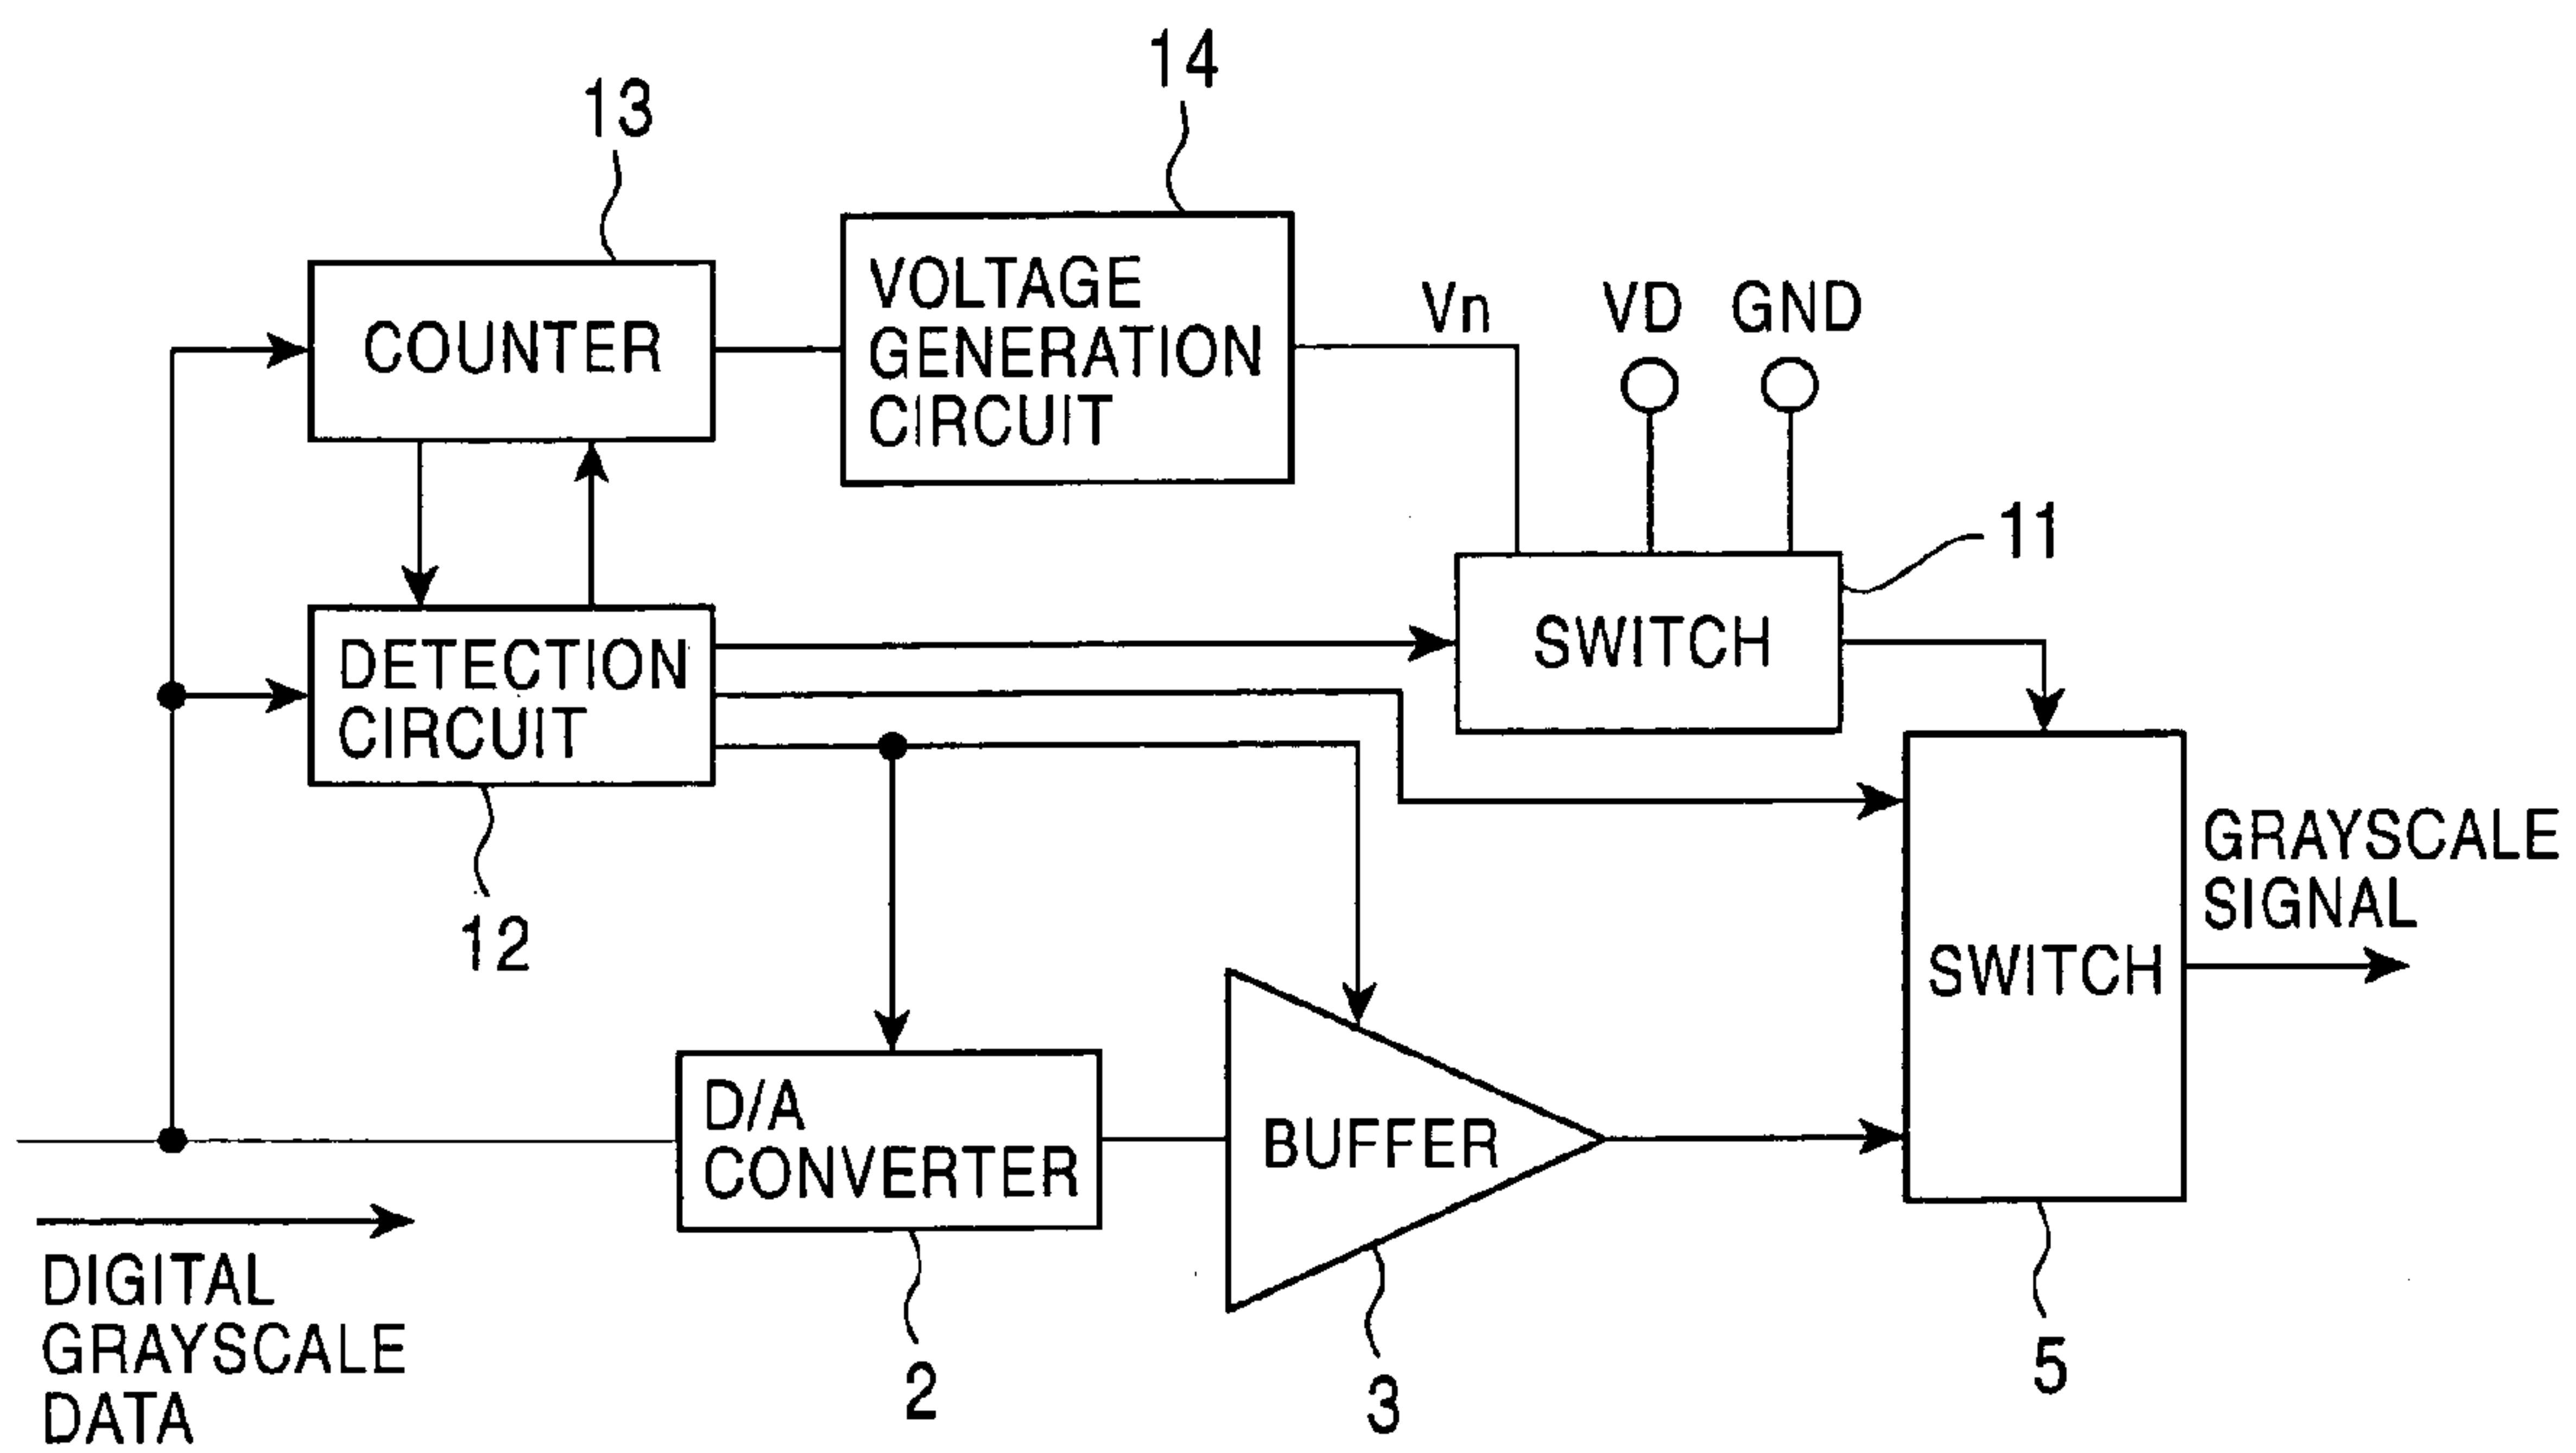 14
13
VOLTAGE
GENERATION
CIRCUIT
COUNTER
Vn
VD
GND
11
SWITCH
DETECTION
CIRCUIT
12
GRAYSCALE
SIGNAL
SWITCH
D/A
CONVERTER
BUFFER
DIGITAL
GRAYSCALE
DATA
2
3
5